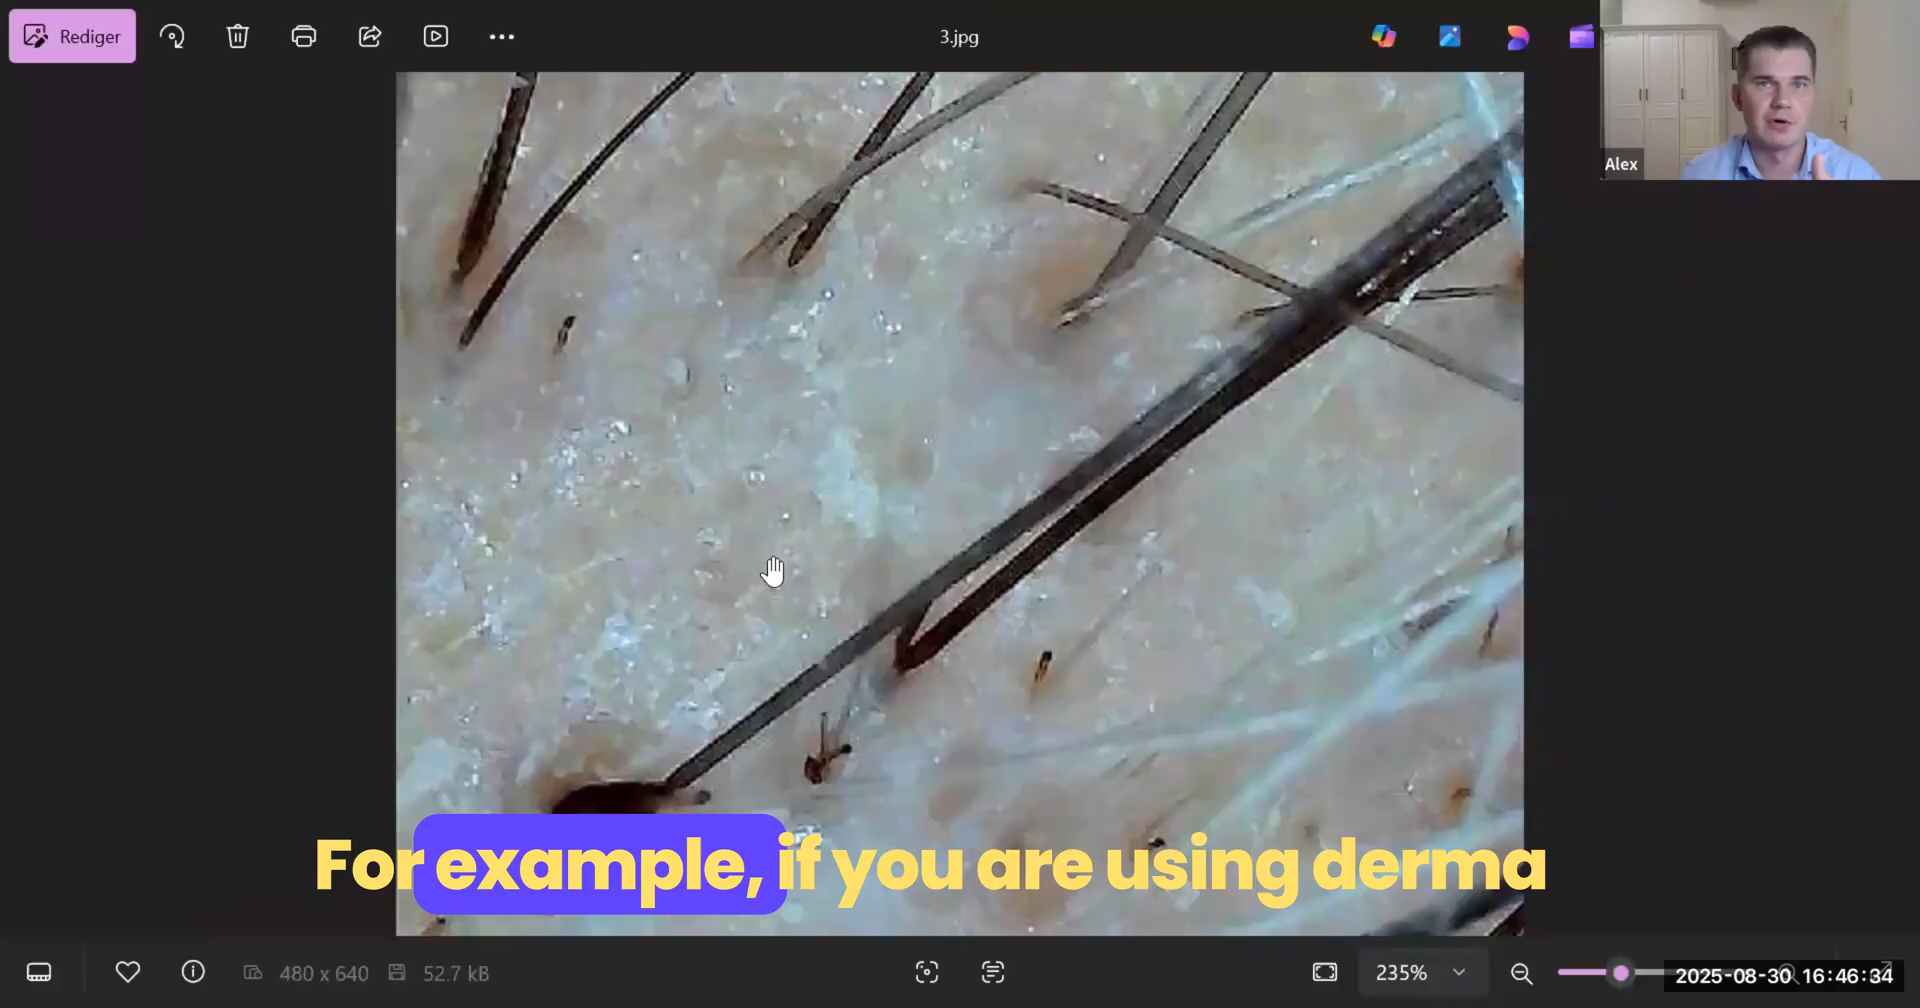 Rediger
3.jpg
Alex
For example, if you are using derma
480 x 640
52.7 kB
235%
2025-08-30 16:46:34